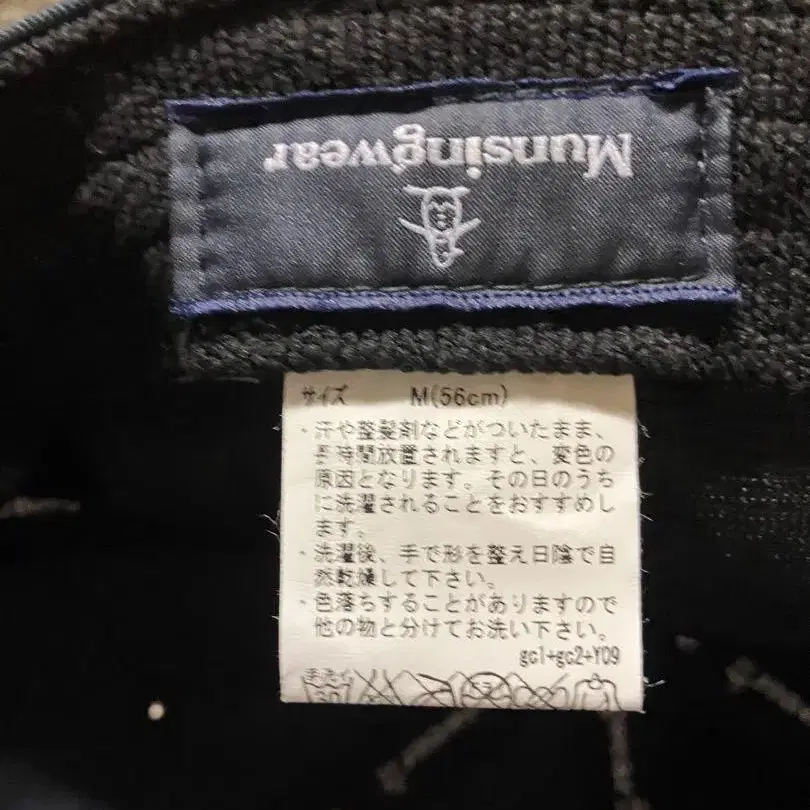 Munsingwear
サイズ M(56cm)
・汗や整髪剤などがついたまま、
長時間放置されますと、変色の
原因となります。その日のうち
に洗濯されることをおすすめし
ます。
・洗濯後、手で形を整え日陰で自
然乾燥して下さい。
・色落ちすることがありますので
他の物と分けてお洗い下さい。
gc1+gc2+Y09